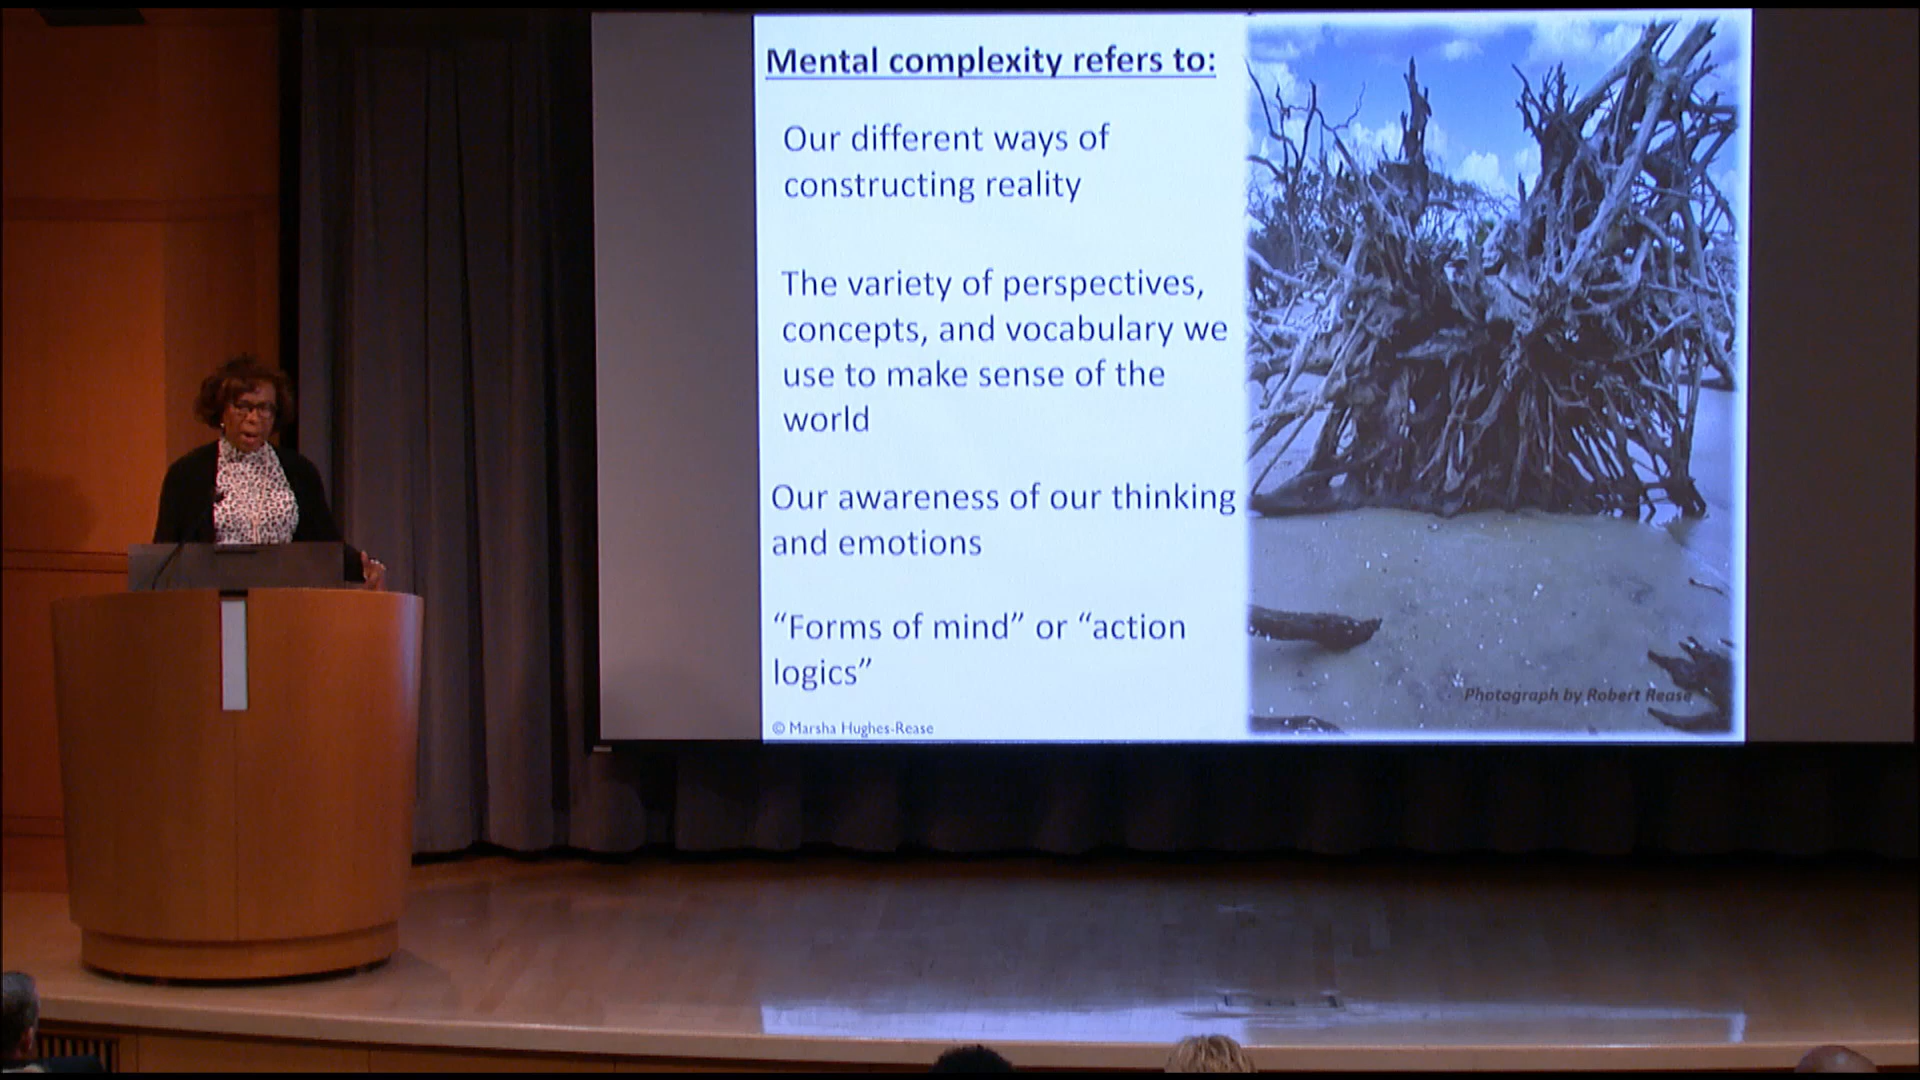 Mental complexity refers to:
Our different ways of
constructing reality
The variety of perspectives,
concepts, and vocabulary we
use to make sense of the
world
Our awareness of our thinking
and emotions
“Forms of mind” or “action
logics”
© Marsha Hughes-Rease
Photograph by Robert Rease